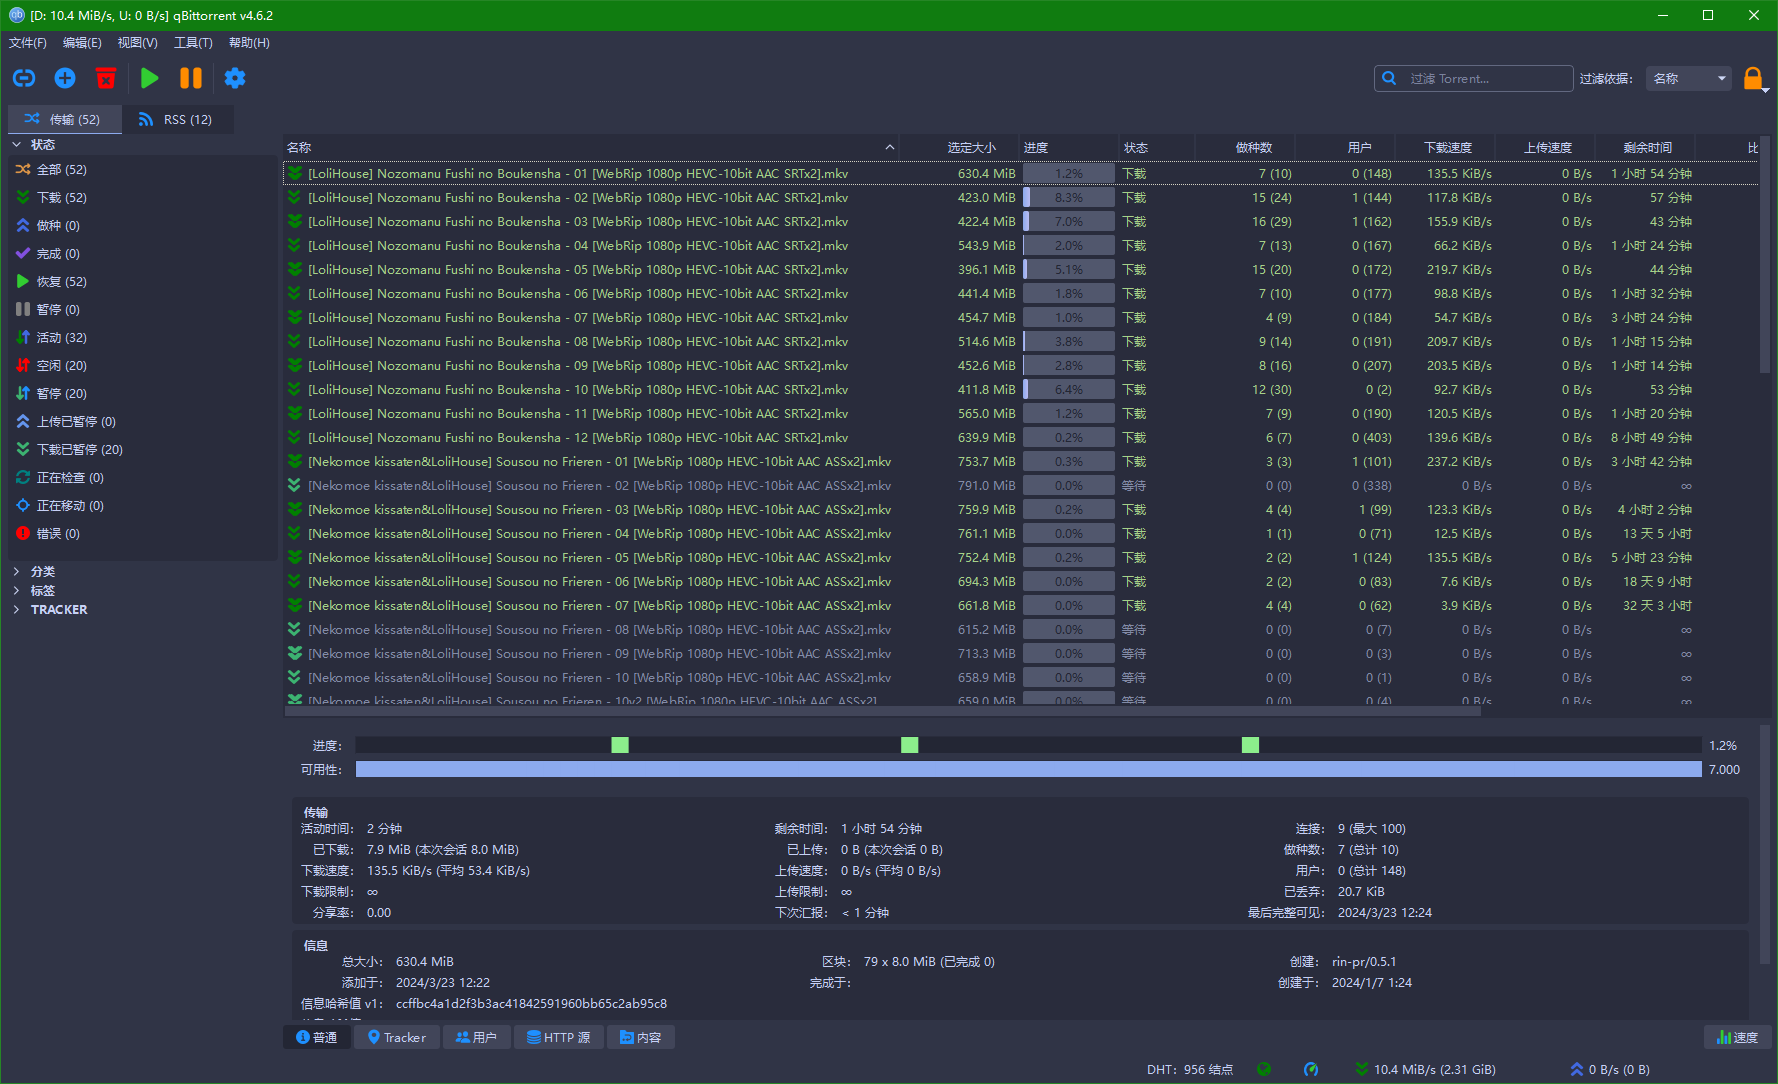 [D: 10.4 MiB/s, U: 0 B/s] qBittorrent v4.6.2
文件(F) 编辑(E) 视图(V) 工具(T) 帮助(H)
过滤 Torrent... 过滤依据: 名称
传输 (52) RSS (12)
状态
全部 (52)
下载 (52)
做种 (0)
完成 (0)
恢复 (52)
暂停 (0)
活动 (32)
空闲 (20)
暂停 (20)
上传已暂停 (0)
下载已暂停 (20)
正在检查 (0)
正在移动 (0)
错误 (0)
分类
标签
TRACKER
名称 选定大小 进度 状态 做种数 用户 下载速度 上传速度 剩余时间 比
[LoliHouse] Nozomanu Fushi no Boukensha - 01 [WebRip 1080p HEVC-10bit AAC SRTx2].mkv 630.4 MiB 1.2% 下载 7 (10) 0 (148) 135.5 KiB/s 0 B/s 1 小时 54 分钟
[LoliHouse] Nozomanu Fushi no Boukensha - 02 [WebRip 1080p HEVC-10bit AAC SRTx2].mkv 423.0 MiB 8.3% 下载 15 (24) 1 (144) 117.8 KiB/s 0 B/s 57 分钟
[LoliHouse] Nozomanu Fushi no Boukensha - 03 [WebRip 1080p HEVC-10bit AAC SRTx2].mkv 422.4 MiB 7.0% 下载 16 (29) 1 (162) 155.9 KiB/s 0 B/s 43 分钟
[LoliHouse] Nozomanu Fushi no Boukensha - 04 [WebRip 1080p HEVC-10bit AAC SRTx2].mkv 543.9 MiB 2.0% 下载 7 (13) 0 (167) 66.2 KiB/s 0 B/s 1 小时 24 分钟
[LoliHouse] Nozomanu Fushi no Boukensha - 05 [WebRip 1080p HEVC-10bit AAC SRTx2].mkv 396.1 MiB 5.1% 下载 15 (20) 0 (172) 219.7 KiB/s 0 B/s 44 分钟
[LoliHouse] Nozomanu Fushi no Boukensha - 06 [WebRip 1080p HEVC-10bit AAC SRTx2].mkv 441.4 MiB 1.8% 下载 7 (10) 0 (177) 98.8 KiB/s 0 B/s 1 小时 32 分钟
[LoliHouse] Nozomanu Fushi no Boukensha - 07 [WebRip 1080p HEVC-10bit AAC SRTx2].mkv 454.7 MiB 1.0% 下载 4 (9) 0 (184) 54.7 KiB/s 0 B/s 3 小时 24 分钟
[LoliHouse] Nozomanu Fushi no Boukensha - 08 [WebRip 1080p HEVC-10bit AAC SRTx2].mkv 514.6 MiB 3.8% 下载 9 (14) 0 (191) 209.7 KiB/s 0 B/s 1 小时 15 分钟
[LoliHouse] Nozomanu Fushi no Boukensha - 09 [WebRip 1080p HEVC-10bit AAC SRTx2].mkv 452.6 MiB 2.8% 下载 8 (16) 0 (207) 203.5 KiB/s 0 B/s 1 小时 14 分钟
[LoliHouse] Nozomanu Fushi no Boukensha - 10 [WebRip 1080p HEVC-10bit AAC SRTx2].mkv 411.8 MiB 6.4% 下载 12 (30) 0 (2) 92.7 KiB/s 0 B/s 53 分钟
[LoliHouse] Nozomanu Fushi no Boukensha - 11 [WebRip 1080p HEVC-10bit AAC SRTx2].mkv 565.0 MiB 1.2% 下载 7 (9) 0 (190) 120.5 KiB/s 0 B/s 1 小时 20 分钟
[LoliHouse] Nozomanu Fushi no Boukensha - 12 [WebRip 1080p HEVC-10bit AAC SRTx2].mkv 639.9 MiB 0.2% 下载 6 (7) 0 (403) 139.6 KiB/s 0 B/s 8 小时 49 分钟
[Nekomoe kissaten&LoliHouse] Sousou no Frieren - 01 [WebRip 1080p HEVC-10bit AAC ASSx2].mkv 753.7 MiB 0.3% 下载 3 (3) 1 (101) 237.2 KiB/s 0 B/s 3 小时 42 分钟
[Nekomoe kissaten&LoliHouse] Sousou no Frieren - 02 [WebRip 1080p HEVC-10bit AAC ASSx2].mkv 791.0 MiB 0.0% 等待 0 (0) 0 (338) 0 B/s 0 B/s ∞
[Nekomoe kissaten&LoliHouse] Sousou no Frieren - 03 [WebRip 1080p HEVC-10bit AAC ASSx2].mkv 759.9 MiB 0.2% 下载 4 (4) 1 (99) 123.3 KiB/s 0 B/s 4 小时 2 分钟
[Nekomoe kissaten&LoliHouse] Sousou no Frieren - 04 [WebRip 1080p HEVC-10bit AAC ASSx2].mkv 761.1 MiB 0.0% 下载 1 (1) 0 (71) 12.5 KiB/s 0 B/s 13 天 5 小时
[Nekomoe kissaten&LoliHouse] Sousou no Frieren - 05 [WebRip 1080p HEVC-10bit AAC ASSx2].mkv 752.4 MiB 0.2% 下载 2 (2) 1 (124) 135.5 KiB/s 0 B/s 5 小时 23 分钟
[Nekomoe kissaten&LoliHouse] Sousou no Frieren - 06 [WebRip 1080p HEVC-10bit AAC ASSx2].mkv 694.3 MiB 0.0% 下载 2 (2) 0 (83) 7.6 KiB/s 0 B/s 18 天 9 小时
[Nekomoe kissaten&LoliHouse] Sousou no Frieren - 07 [WebRip 1080p HEVC-10bit AAC ASSx2].mkv 661.8 MiB 0.0% 下载 4 (4) 0 (62) 3.9 KiB/s 0 B/s 32 天 3 小时
[Nekomoe kissaten&LoliHouse] Sousou no Frieren - 08 [WebRip 1080p HEVC-10bit AAC ASSx2].mkv 615.2 MiB 0.0% 等待 0 (0) 0 (7) 0 B/s 0 B/s ∞
[Nekomoe kissaten&LoliHouse] Sousou no Frieren - 09 [WebRip 1080p HEVC-10bit AAC ASSx2].mkv 713.3 MiB 0.0% 等待 0 (0) 0 (3) 0 B/s 0 B/s ∞
[Nekomoe kissaten&LoliHouse] Sousou no Frieren - 10 [WebRip 1080p HEVC-10bit AAC ASSx2].mkv 658.9 MiB 0.0% 等待 0 (0) 0 (1) 0 B/s 0 B/s ∞
[Nekomoe kissaten&LoliHouse] Sousou no Frieren - 10v2 [WebRip 1080p HEVC-10bit AAC ASSx2] 659.0 MiB 0.0% 等待 0 (0) 0 (4) 0 B/s 0 B/s ∞
进度: 1.2%
可用性: 7.000
传输
活动时间: 2 分钟 剩余时间: 1 小时 54 分钟 连接: 9 (最大 100)
已下载: 7.9 MiB (本次会话 8.0 MiB) 已上传: 0 B (本次会话 0 B) 做种数: 7 (总计 10)
下载速度: 135.5 KiB/s (平均 53.4 KiB/s) 上传速度: 0 B/s (平均 0 B/s) 用户: 0 (总计 148)
下载限制: ∞ 上传限制: ∞ 已丢弃: 20.7 KiB
分享率: 0.00 下次汇报: < 1 分钟 最后完整可见: 2024/3/23 12:24
信息
总大小: 630.4 MiB 区块: 79 x 8.0 MiB (已完成 0) 创建: rin-pr/0.5.1
添加于: 2024/3/23 12:22 完成于: 创建于: 2024/1/7 1:24
信息哈希值 v1: ccffbc4a1d2f3b3ac41842591960bb65c2ab95c8
普通 Tracker 用户 HTTP 源 内容 速度
DHT: 956 结点 10.4 MiB/s (2.31 GiB) 0 B/s (0 B)